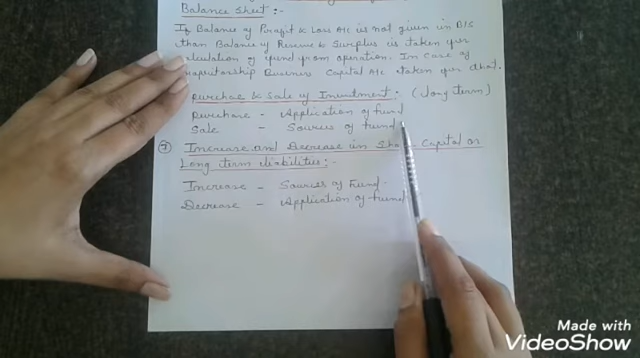 Balance Sheet :-
If Balance of Profit & Loss A/c is not given in B/S
than Balance of Reserve & Surplus is taken for
calculation of fund from operation. In case of
Business Capital A/c taken for that.
Purchase & Sale of Investment :- (long term)
Purchase - Application of fund
Sale - Sources of fund
⑦ Increase and Decrease in Share Capital or
Long term liabilities :-
Increase - Sources of Fund -
Decrease - Application of fund
Made with
VideoShow